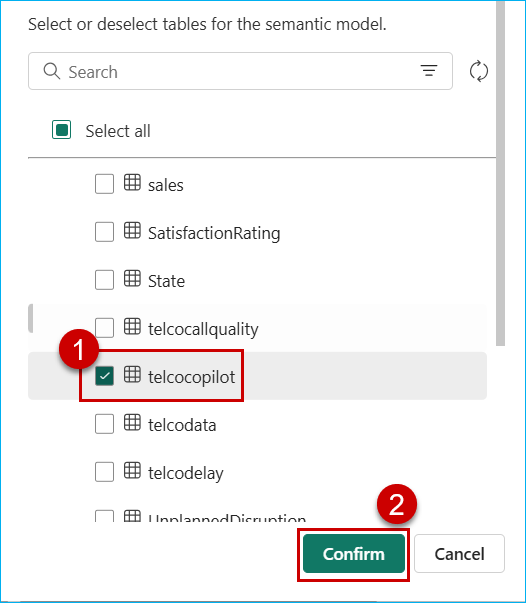 Select or deselect tables for the semantic model.
Search
Select all
sales
SatisfactionRating
State
telcocallquality
1
telcocopilot
telcodata
telcodelay
UnplannedDisruption
2
Confirm Cancel